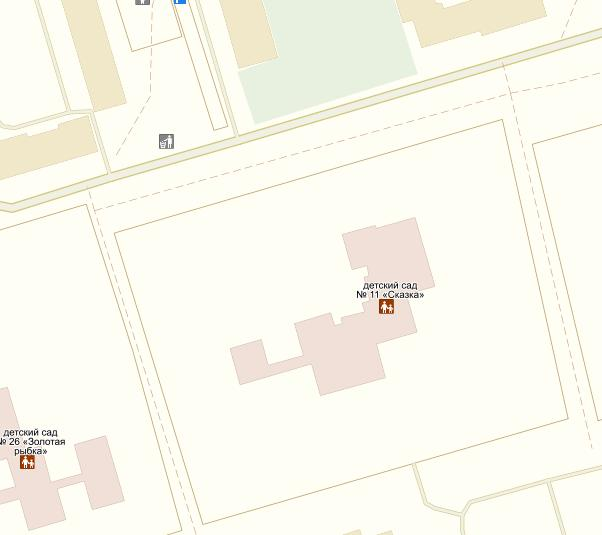 детский сад
№ 11 «Сказка»
детский сад
№ 26 «Золотая
рыбка»